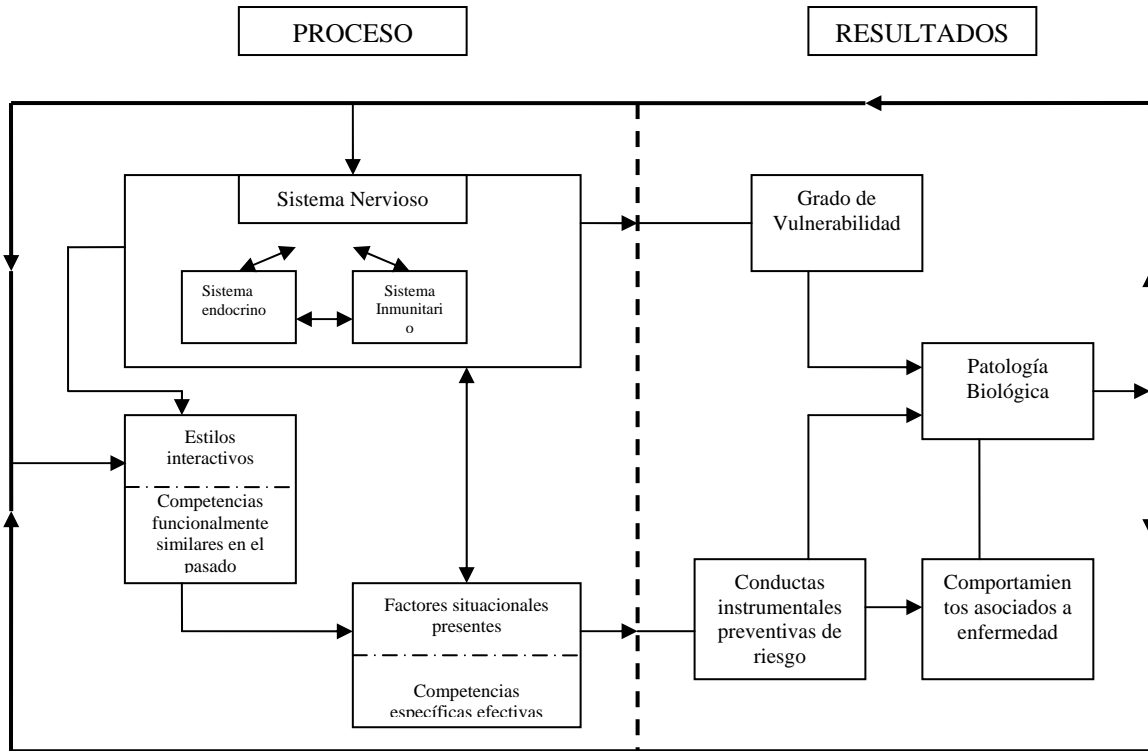 PROCESO
RESULTADOS
Sistema Nervioso
Sistema
endocrino
Sistema
Inmunitari
o
Estilos
interactivos
Competencias
funcionalmente
similares en el
pasado
Factores situacionales
presentes
Competencias
específicas efectivas
Grado de
Vulnerabilidad
Patología
Biológica
Conductas
instrumentales
preventivas de
riesgo
Comportamien
tos asociados a
enfermedad